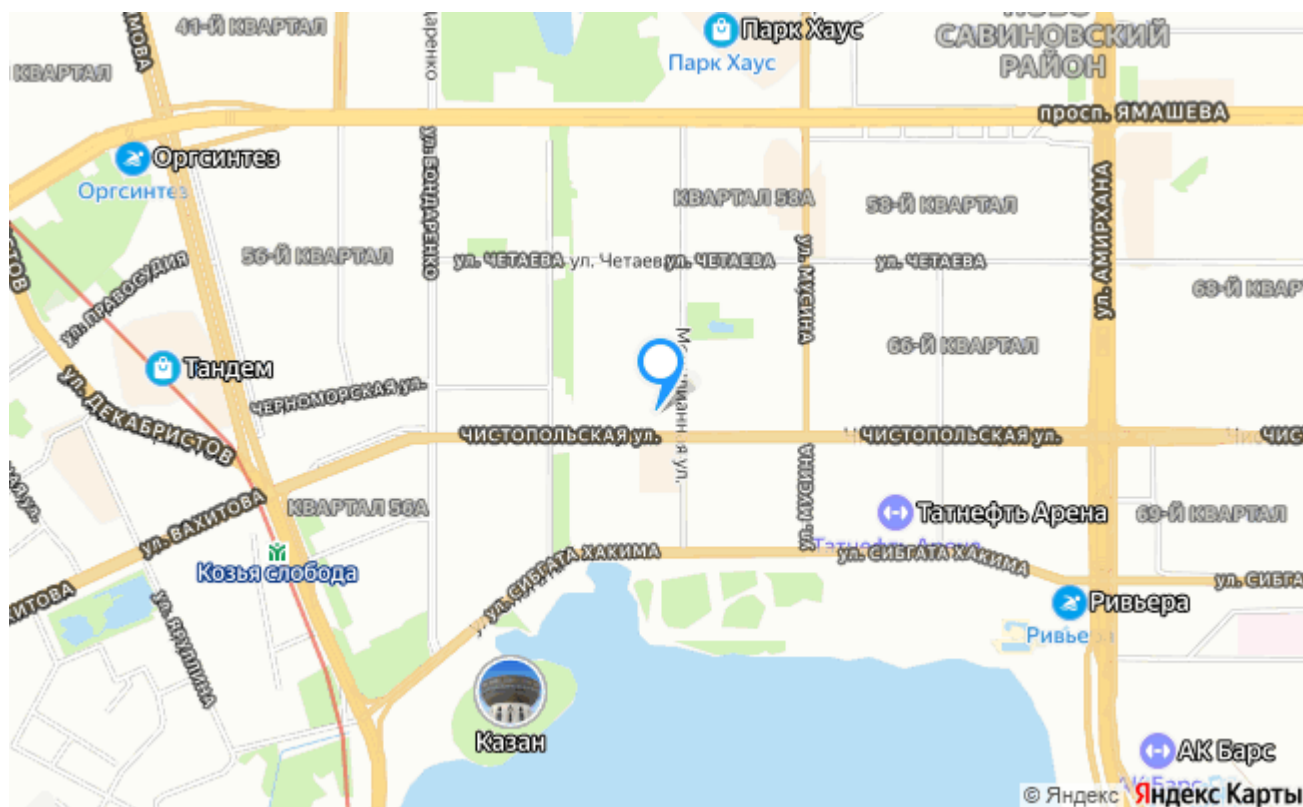 41-Й КВАРТАЛ
Парк Хаус
Парк Хаус
САВИНОВСКИЙ
РАЙОН
КВАРТАЛ
просп. ЯМАШЕВА
Оргсинтез
Оргсинтез
ул. БОНДАРЕНКО
КВАРТАЛ 58А
58-Й КВАРТАЛ
ул. АМИРХАНА
56-Й КВАРТАЛ
ул. ЧЕТАЕВА
ул. Четаева
ул. ЧЕТАЕВА
ул. МУСИНА
ул. ЧЕТАЕВА
ул. ПРАВОСУДИЯ
68-Й КВАР
66-Й КВАРТАЛ
Тандем
ул. ДЕКАБРИСТОВ
ЧЕРНОМОРСКАЯ ул.
ЧИСТОПОЛЬСКАЯ ул.
ЧИСТОПОЛЬСКАЯ ул.
КВАРТАЛ 56А
ул. ВАХИТОВА
ул. МУСИНА
Татнефть Арена
Татнефть Арена
69-Й КВАРТАЛ
Козья слобода
ул. СИБГАТА ХАКИМА
ул. СИБГАТА ХАКИМА
ул. СИБГ
ул. ЯРУЛЛИНА
Ривьера
Ривьера
Казан
АК Барс
© Яндекс Яндекс Карты